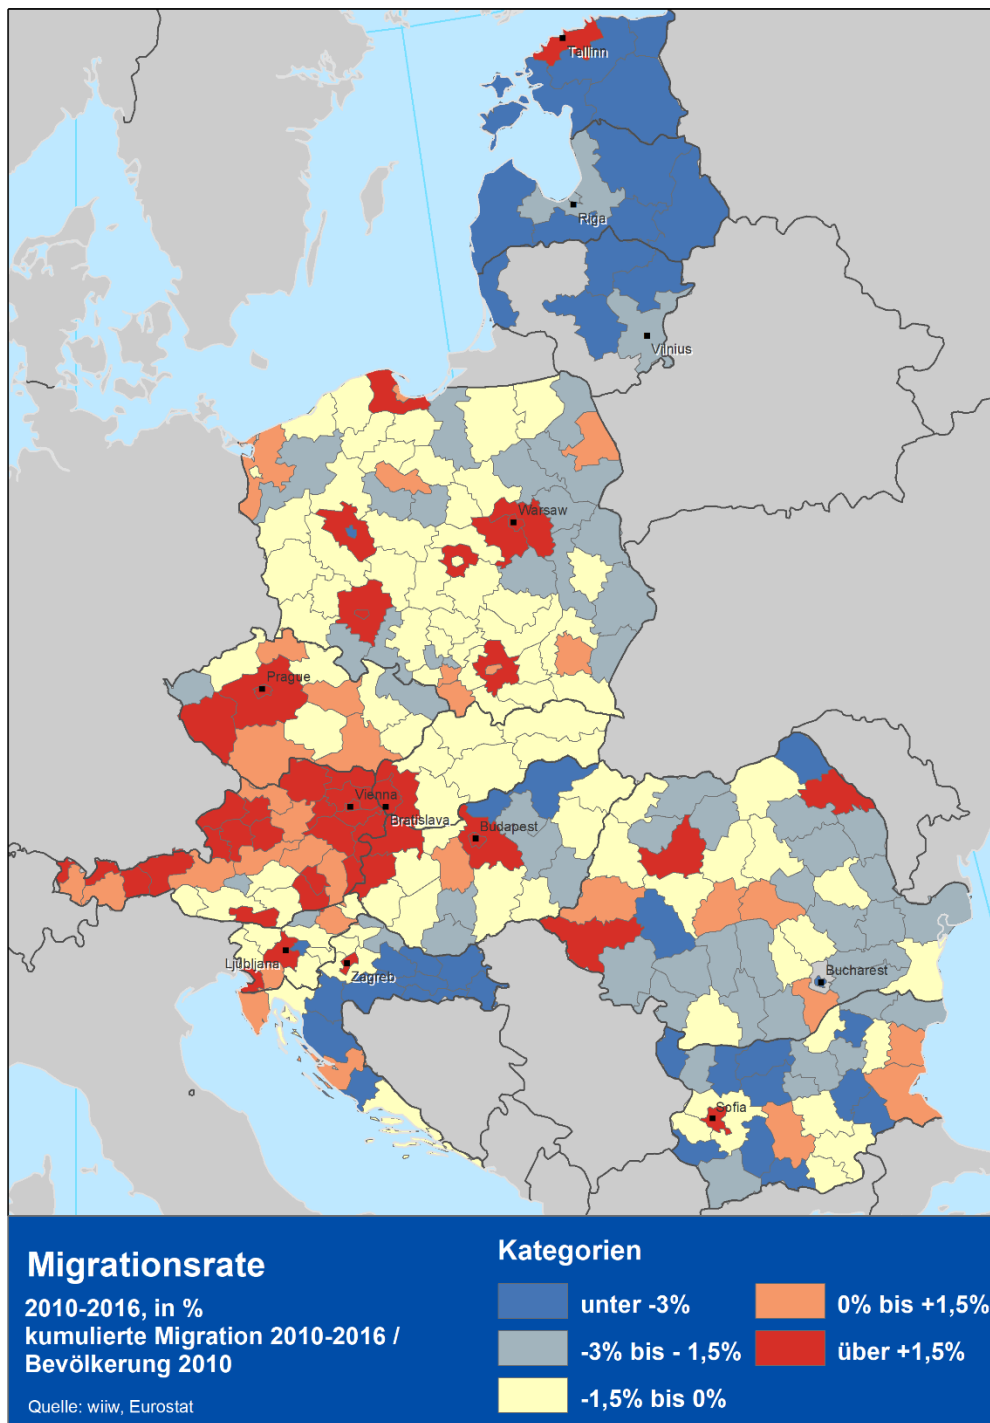 Tallinn
Riga
Vilnius
Warsaw
Prague
Vienna
Bratislava
Budapest
Ljubljana
Zagreb
Bucharest
Sofia
Migrationsrate
2010-2016, in %
kumulierte Migration 2010-2016 /
Bevölkerung 2010
Quelle: wiiw, Eurostat
Kategorien
unter -3%
-3% bis - 1,5%
-1,5% bis 0%
0% bis +1,5%
über +1,5%